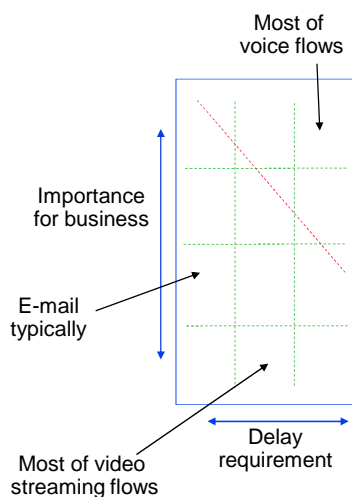 Most of
voice flows
Importance
for business
E-mail
typically
Delay
requirement
Most of video
streaming flows